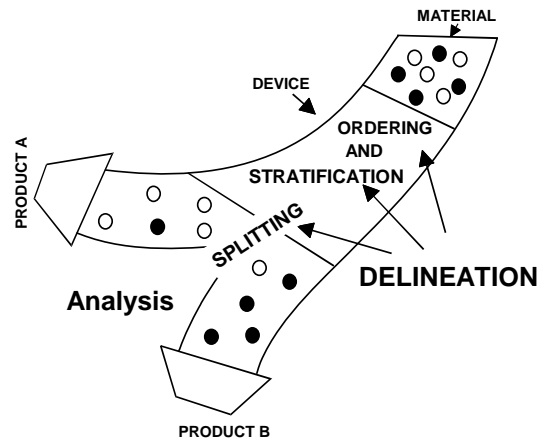 MATERIAL
DEVICE
ORDERING
AND
STRATIFICATION
PRODUCT A
SPLITTING
DELINEATION
Analysis
PRODUCT B